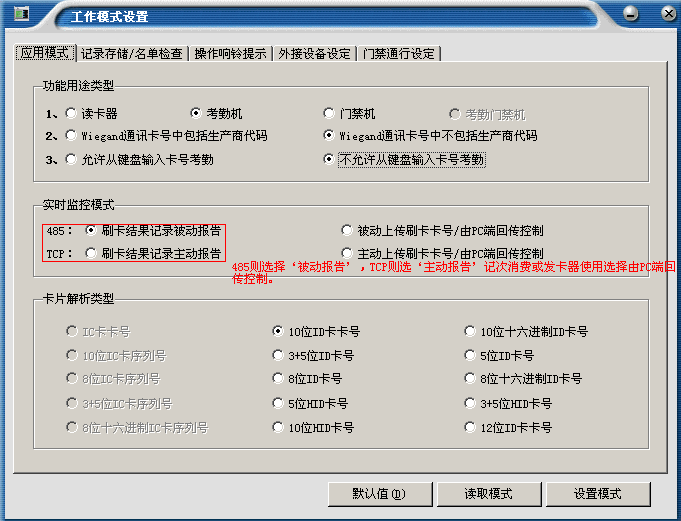 工作模式设置
应用模式 记录存储/名单检查 操作响铃提示 外接设备设定 门禁通行设定
功能用途类型
1、 读卡器 考勤机 门禁机 考勤门禁机
2、 Wiegand通讯卡号中包括生产商代码 Wiegand通讯卡号中不包括生产商代码
3、 允许从键盘输入卡号考勤 不允许从键盘输入卡号考勤
实时监控模式
485： 刷卡结果记录被动报告 被动上传刷卡卡号/由PC端回传控制
TCP： 刷卡结果记录主动报告 主动上传刷卡卡号/由PC端回传控制
485则选择‘被动报告’,TCP则选‘主动报告’记次消费或发卡器使用选择由PC端回
传控制。
卡片解析类型
IC卡卡号 10位ID卡卡号 10位十六进制ID卡号
10位IC卡序列号 3+5位ID卡号 5位ID卡号
8位IC卡序列号 8位ID卡号 8位十六进制ID卡号
3+5位IC卡序列号 5位HID卡号 3+5位HID卡号
8位十六进制IC卡序列号 10位HID卡号 12位ID卡卡号
默认值(D) 读取模式 设置模式